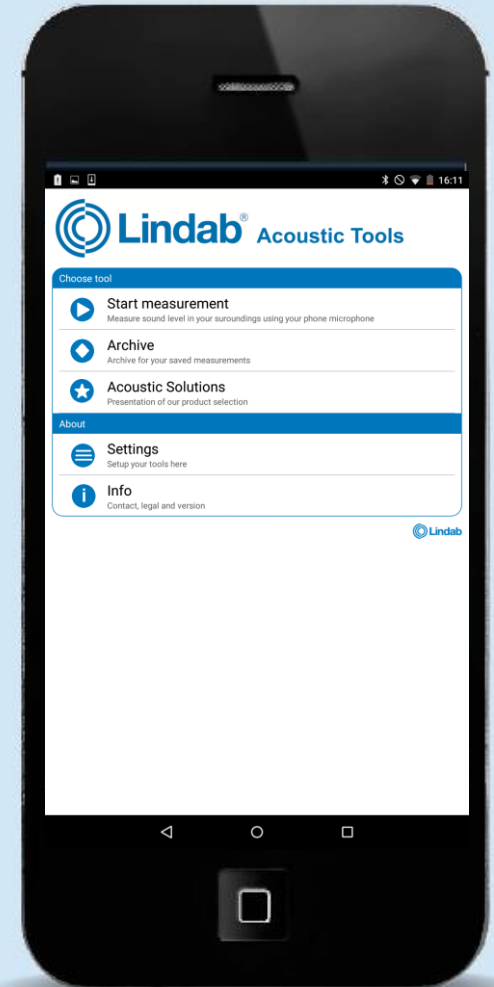 16:11
Lindab® Acoustic Tools
Choose tool
Start measurement
Measure sound level in your suroundings using your phone microphone
Archive
Archive for your saved measurements
Acoustic Solutions
Presentation of our product selection
About
Settings
Setup your tools here
Info
Contact, legal and version
Lindab